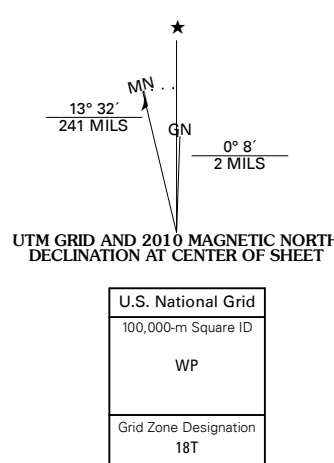 ★
MN
13° 32´
241 MILS
GN
0° 8´
2 MILS
UTM GRID AND 2010 MAGNETIC NORTH
DECLINATION AT CENTER OF SHEET
U.S. National Grid
100,000-m Square ID
WP
Grid Zone Designation
18T